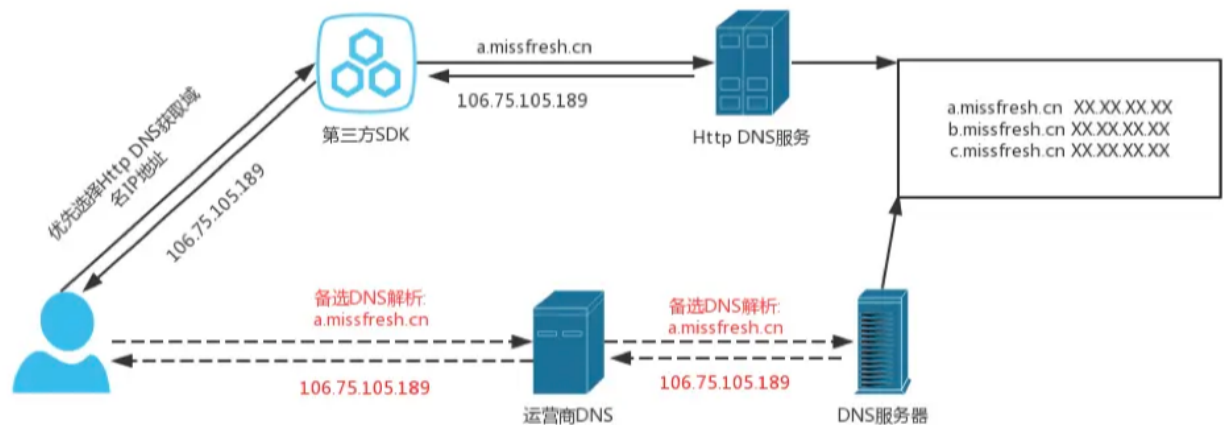 a.missfresh.cn
106.75.105.189
第三方SDK
Http DNS服务
a.missfresh.cn XX.XX.XX.XX
b.missfresh.cn XX.XX.XX.XX
c.missfresh.cn XX.XX.XX.XX
优先选择Http DNS获取域
名IP地址
106.75.105.189
备选DNS解析:
a.missfresh.cn
106.75.105.189
运营商DNS
备选DNS解析:
a.missfresh.cn
106.75.105.189
DNS服务器